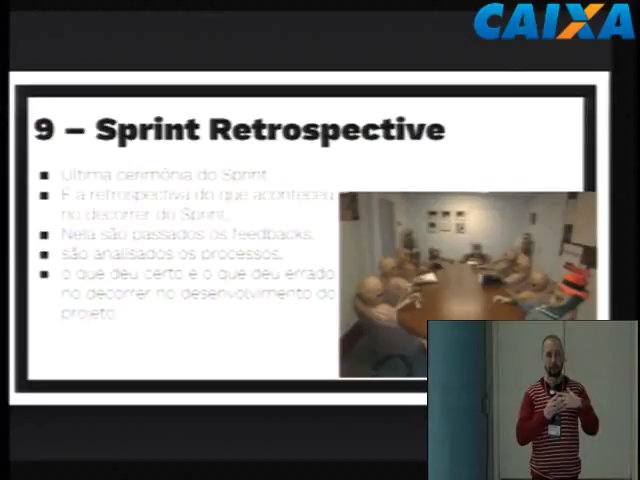 CAIXA
9 – Sprint Retrospective
Ultima cerimônia do Sprint
É a retrospectiva do que aconteceu
no decorrer do Sprint.
Nela são passados os feedbacks.
são analisados os processos.
o que deu certo e o que deu errado
no decorrer no desenvolvimento do
projeto